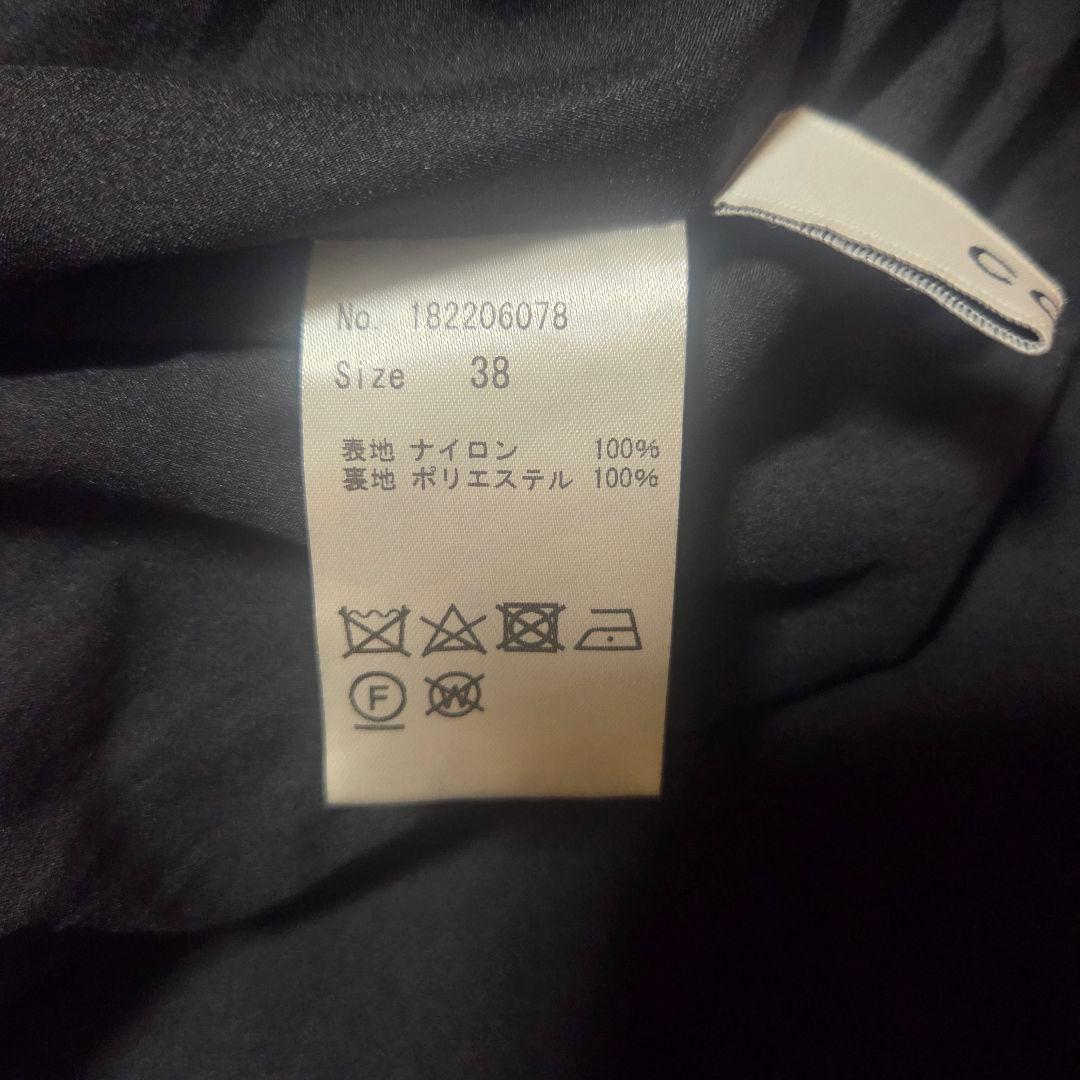 No. 182206078
Size 38
表地 ナイロン 100%
裏地 ポリエステル 100%
F
W